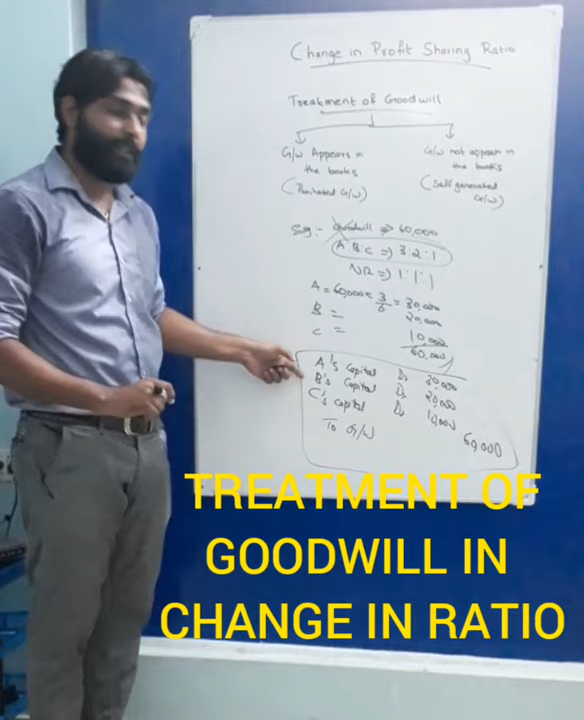 Change in Profit Sharing Ratio
Treatment of Goodwill
G/W Appears in
the books
(Purchased G/W)
G/W not appear in
the books
(Self generated
G/W)
Eg:- Goodwill => 60,000
A B:C => 3:2:1
NR => 1:1:1
A = 60,000 × 3/6 = 30,000
B = 20,000
C = 10,000
60,000
A's Capital Dr 30,000
B's Capital Dr 20,000
C's Capital Dr 10,000
To G/W 60,000
TREATMENT OF
GOODWILL IN
CHANGE IN RATIO